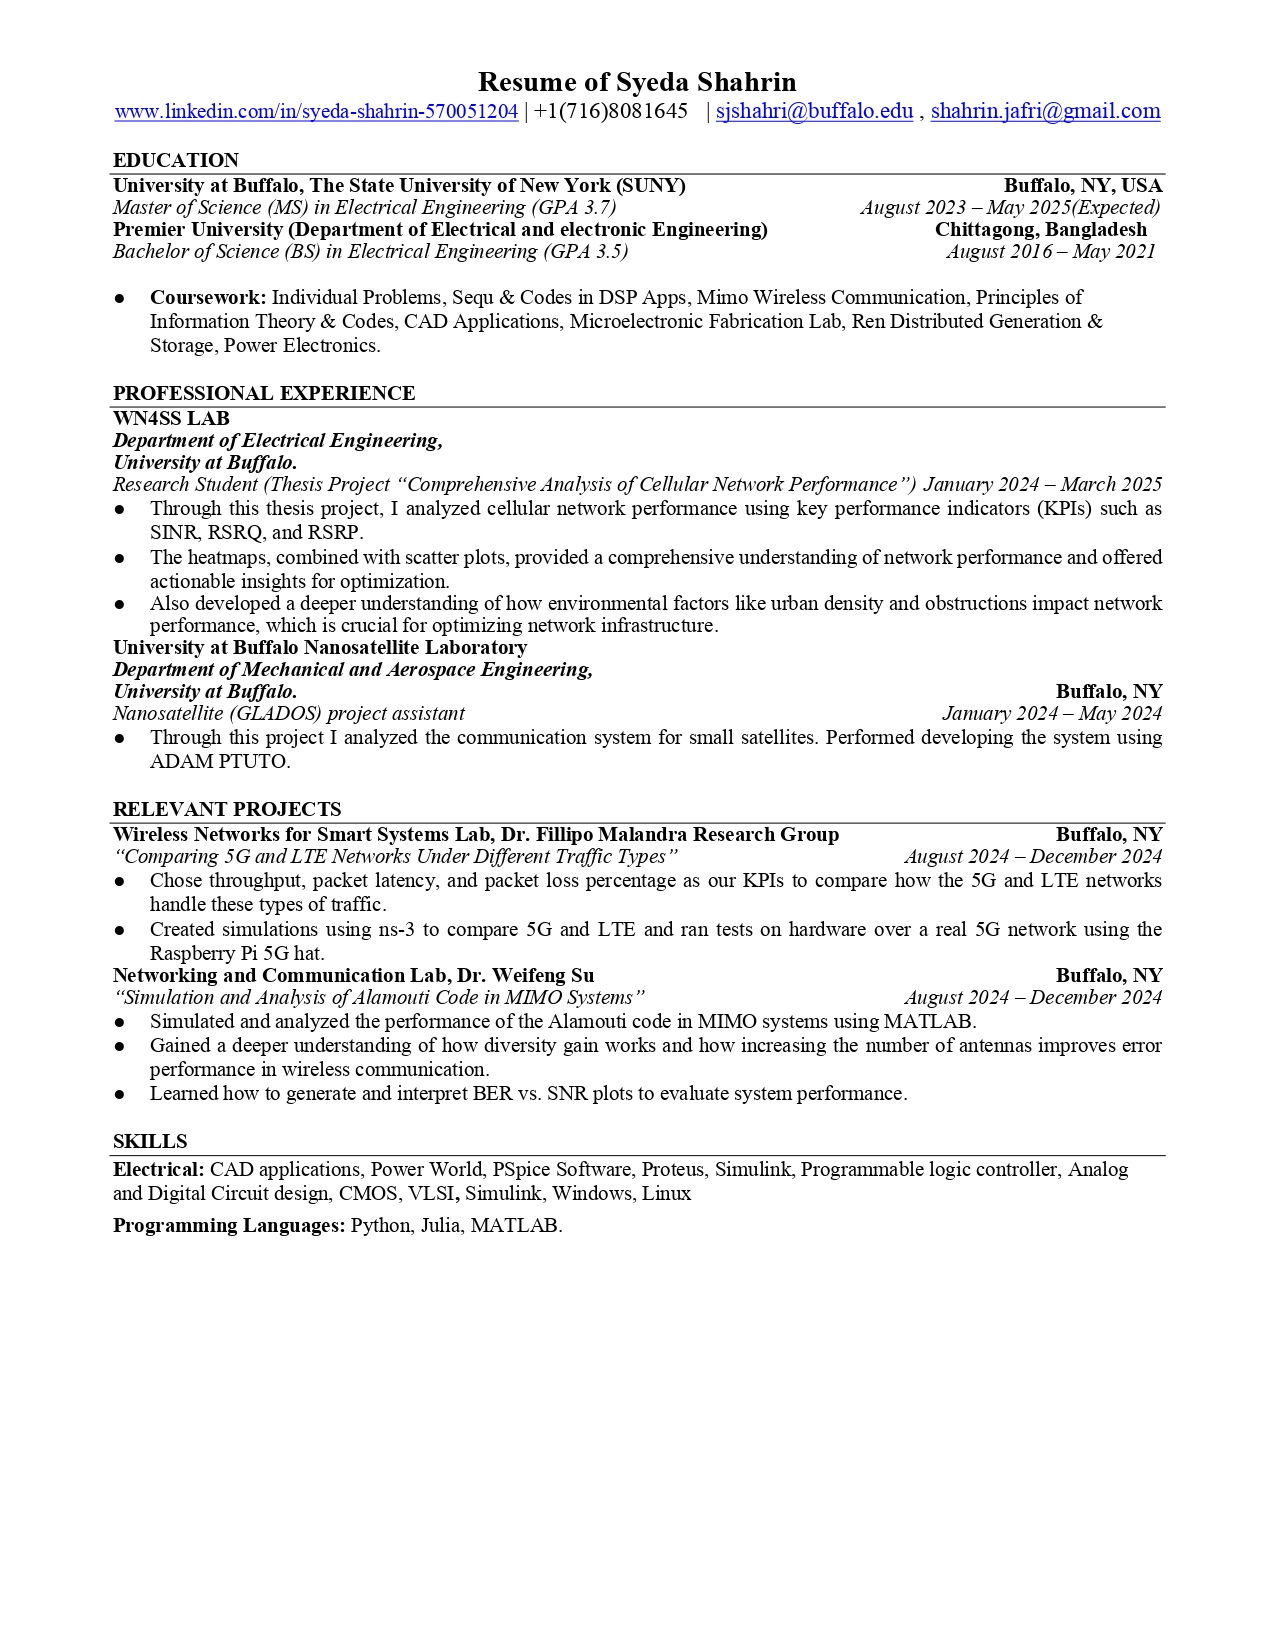 Resume of Syeda Shahrin
www.linkedin.com/in/syeda-shahrin-570051204 | +1(716)8081645 | sjshahri@buffalo.edu , shahrin.jafri@gmail.com
EDUCATION
University at Buffalo, The State University of New York (SUNY) Buffalo, NY, USA
Master of Science (MS) in Electrical Engineering (GPA 3.7) August 2023 – May 2025(Expected)
Premier University (Department of Electrical and electronic Engineering) Chittagong, Bangladesh
Bachelor of Science (BS) in Electrical Engineering (GPA 3.5) August 2016 – May 2021
● Coursework: Individual Problems, Sequ & Codes in DSP Apps, Mimo Wireless Communication, Principles of
Information Theory & Codes, CAD Applications, Microelectronic Fabrication Lab, Ren Distributed Generation &
Storage, Power Electronics.
PROFESSIONAL EXPERIENCE
WN4SS LAB
Department of Electrical Engineering,
University at Buffalo.
Research Student (Thesis Project “Comprehensive Analysis of Cellular Network Performance”) January 2024 – March 2025
● Through this thesis project, I analyzed cellular network performance using key performance indicators (KPIs) such as
SINR, RSRQ, and RSRP.
● The heatmaps, combined with scatter plots, provided a comprehensive understanding of network performance and offered
actionable insights for optimization.
● Also developed a deeper understanding of how environmental factors like urban density and obstructions impact network
performance, which is crucial for optimizing network infrastructure.
University at Buffalo Nanosatellite Laboratory
Department of Mechanical and Aerospace Engineering,
University at Buffalo. Buffalo, NY
Nanosatellite (GLADOS) project assistant January 2024 – May 2024
● Through this project I analyzed the communication system for small satellites. Performed developing the system using
ADAM PTUTO.
RELEVANT PROJECTS
Wireless Networks for Smart Systems Lab, Dr. Fillipo Malandra Research Group Buffalo, NY
“Comparing 5G and LTE Networks Under Different Traffic Types” August 2024 – December 2024
● Chose throughput, packet latency, and packet loss percentage as our KPIs to compare how the 5G and LTE networks
handle these types of traffic.
● Created simulations using ns-3 to compare 5G and LTE and ran tests on hardware over a real 5G network using the
Raspberry Pi 5G hat.
Networking and Communication Lab, Dr. Weifeng Su Buffalo, NY
“Simulation and Analysis of Alamouti Code in MIMO Systems” August 2024 – December 2024
● Simulated and analyzed the performance of the Alamouti code in MIMO systems using MATLAB.
● Gained a deeper understanding of how diversity gain works and how increasing the number of antennas improves error
performance in wireless communication.
● Learned how to generate and interpret BER vs. SNR plots to evaluate system performance.
SKILLS
Electrical: CAD applications, Power World, PSpice Software, Proteus, Simulink, Programmable logic controller, Analog
and Digital Circuit design, CMOS, VLSI, Simulink, Windows, Linux
Programming Languages: Python, Julia, MATLAB.